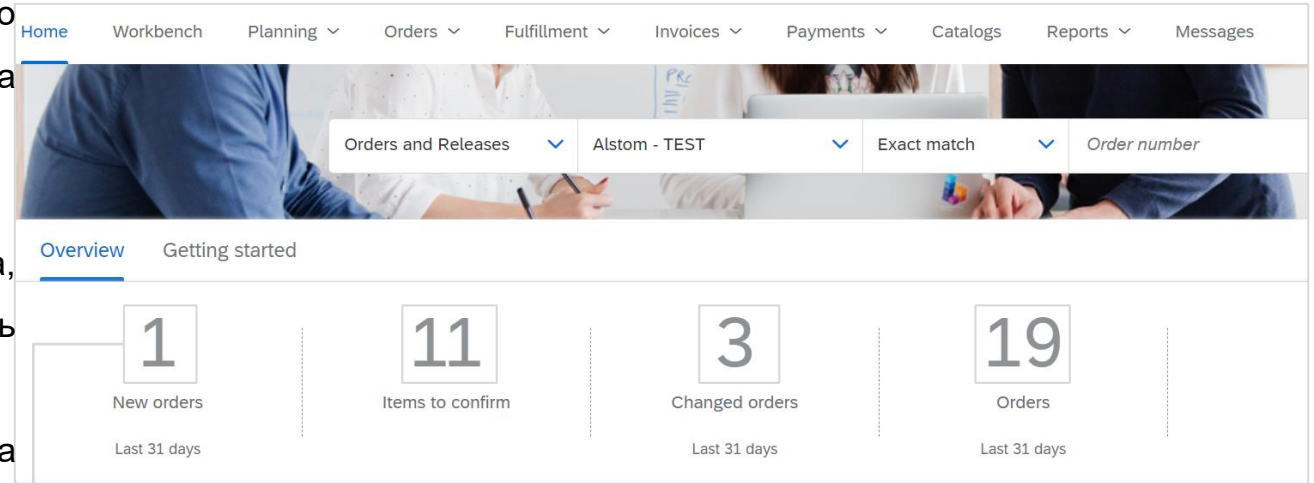 о
Home Workbench Planning Orders Fulfillment Invoices Payments Catalogs Reports Messages
а
Orders and Releases Alstom - TEST Exact match Order number
Overview Getting started
а,
1 11 3 19
ь
New orders Items to confirm Changed orders Orders
Last 31 days Last 31 days Last 31 days
а